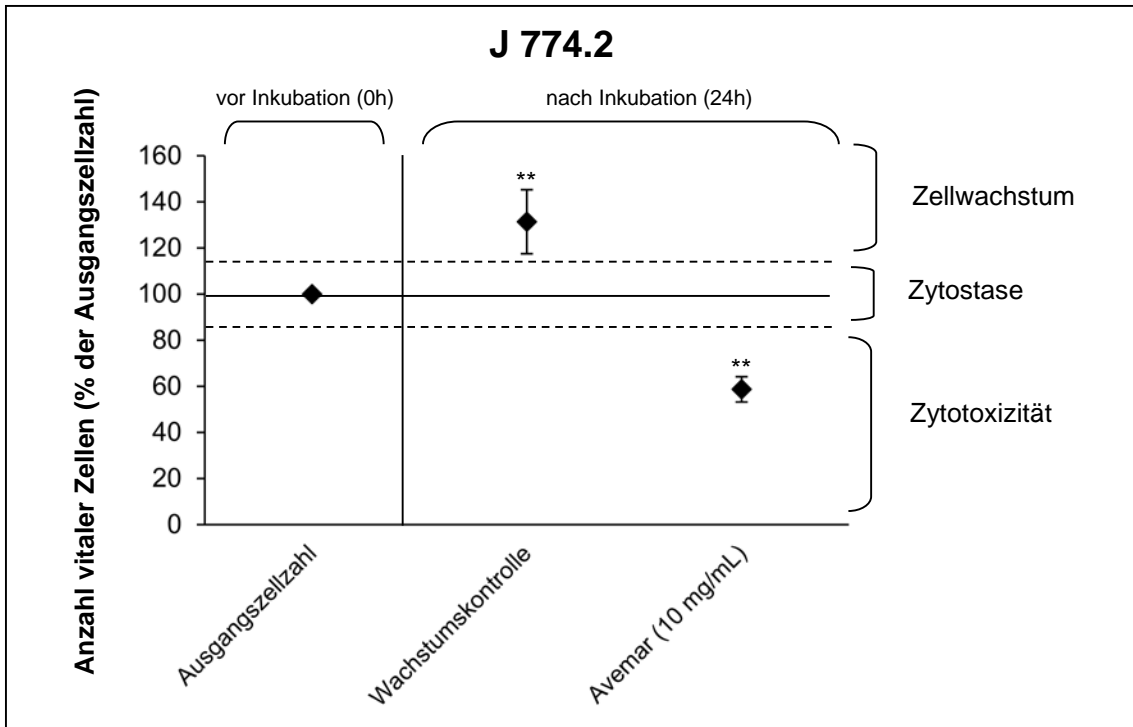 J 774.2
vor Inkubation (0h)
nach Inkubation (24h)
Anzahl vitaler Zellen (% der Ausgangszellzahl)
160
140
120
100
80
60
40
20
0
**
**
Zellwachstum
Zytostase
Zytotoxizität
Ausgangszellzahl
Wachstumskontrolle
Avemar (10 mg/mL)